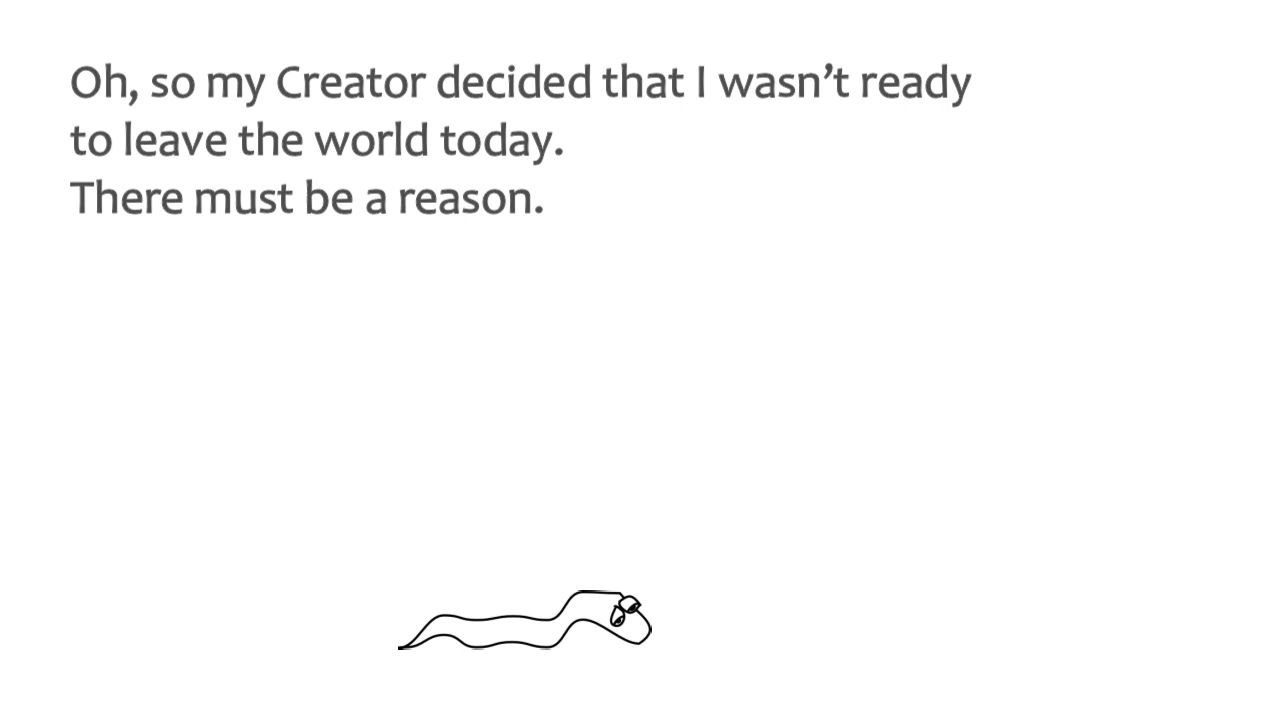 Oh, so my Creator decided that I wasn’t ready
to leave the world today.
There must be a reason.